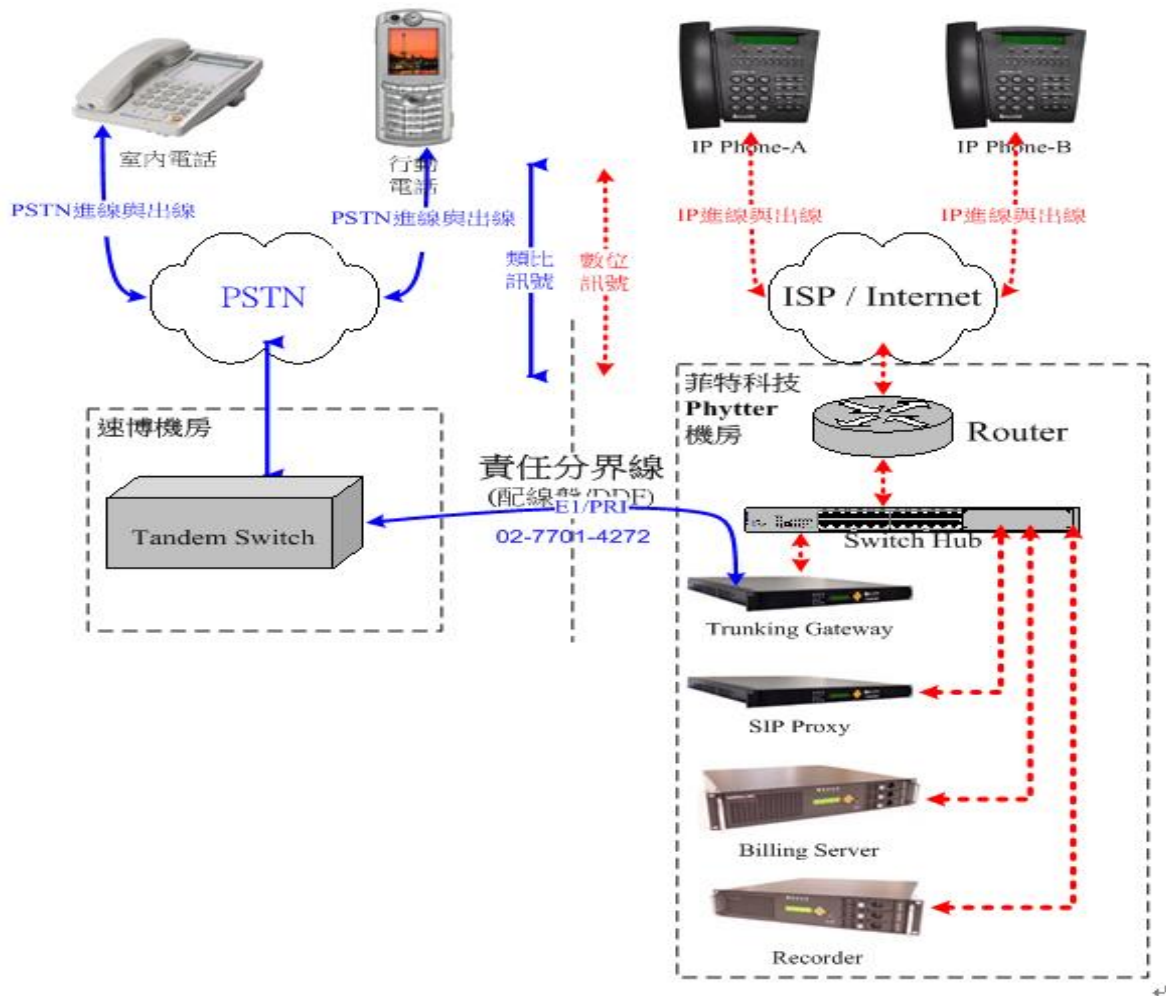 室內電話
行動
電話
IP Phone-A
IP Phone-B
PSTN進線與出線
PSTN進線與出線
類比
訊號
數位
訊號
IP進線與出線
IP進線與出線
PSTN
ISP / Internet
速博機房
Tandem Switch
責任分界線
(配線盤/DDF)
E1/PRI
02-7701-4272
菲特科技
Phytter
機房
Router
Switch Hub
Trunking Gateway
SIP Proxy
Billing Server
Recorder